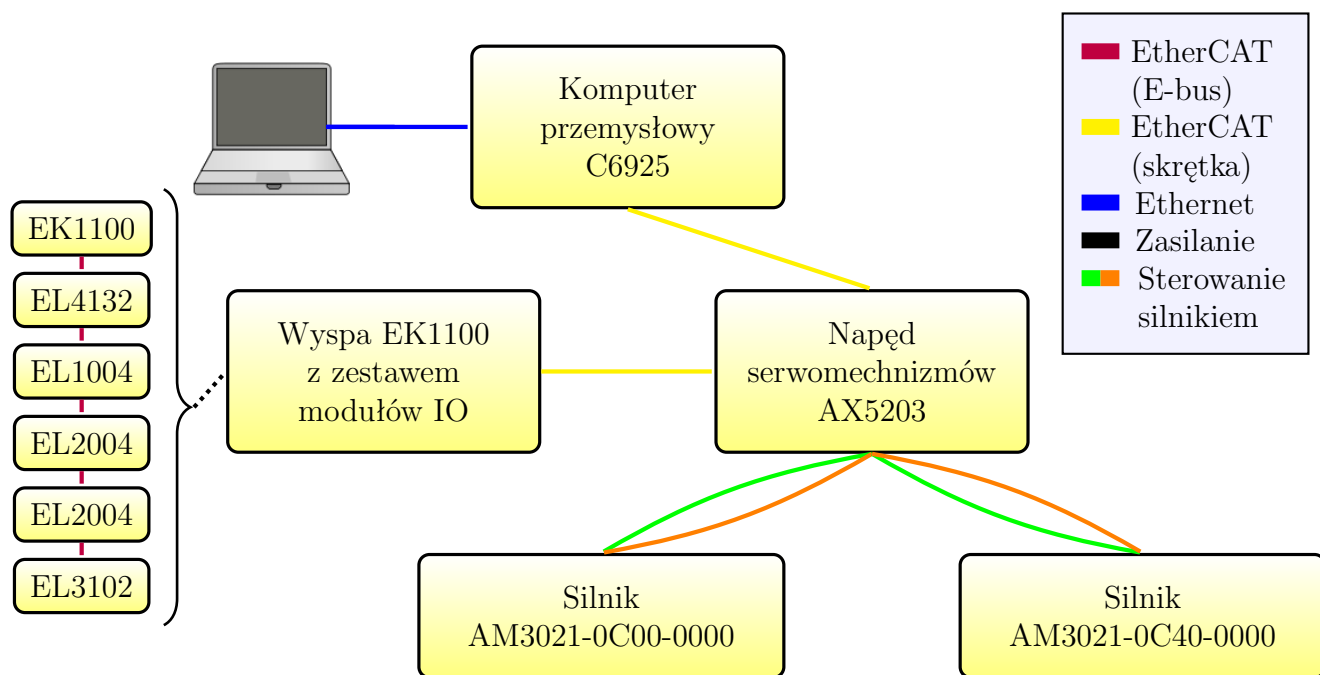 Komputer
przemysłowy
C6925
EtherCAT
(E-bus)
EtherCAT
(skrętka)
Ethernet
Zasilanie
Sterowanie
silnikiem
EK1100
EL4132
EL1004
EL2004
EL2004
EL3102
Wyspa EK1100
z zestawem
modułów IO
Napęd
serwomechnizmów
AX5203
Silnik
AM3021-0C00-0000
Silnik
AM3021-0C40-0000